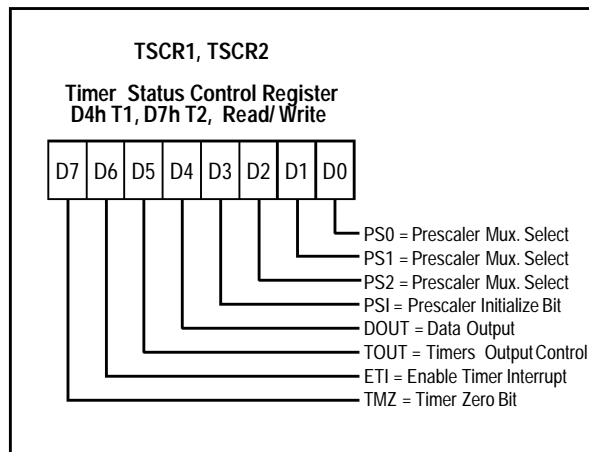 TSCR1, TSCR2
Timer Status Control Register
D4h T1, D7h T2, Read/Write
D7 D6 D5 D4 D3 D2 D1 D0
PS0 = Prescaler Mux. Select
PS1 = Prescaler Mux. Select
PS2 = Prescaler Mux. Select
PSI = Prescaler Initialize Bit
DOUT = Data Output
TOUT = Timers Output Control
ETI = Enable Timer Interrupt
TMZ = Timer Zero Bit